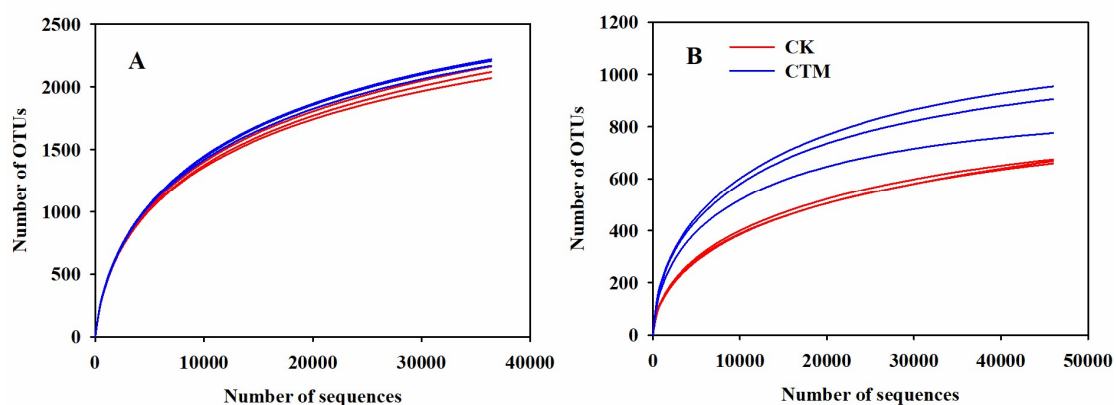 A
Number of OTUs
2500
2000
1500
1000
500
0
0 10000 20000 30000 40000
Number of sequences
B
CK
CTM
Number of OTUs
1200
1000
800
600
400
200
0
0 10000 20000 30000 40000 50000
Number of sequences